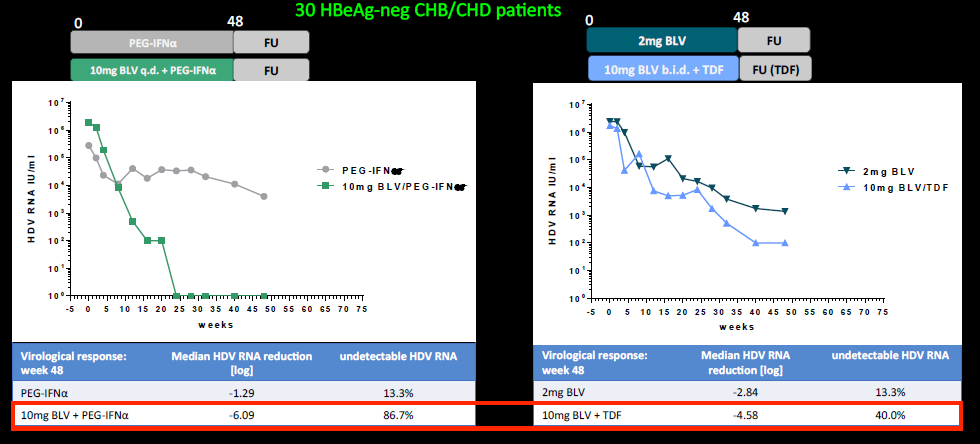 30 HBeAg-neg CHB/CHD patients
0 48
PEG-IFNα FU
10mg BLV q.d. + PEG-IFNα FU
0 48
2mg BLV FU
10mg BLV b.i.d. + TDF FU (TDF)
HDV RNA IU/ml
10⁷
10⁶
10⁵
10⁴
10³
10²
10¹
10⁰
-5 0 5 10 15 20 25 30 35 40 45 50 55 60 65 70 75
weeks
PEG-IFN
10mg BLV/PEG-IFN
HDV RNA IU/ml
10⁷
10⁶
10⁵
10⁴
10³
10²
10¹
10⁰
-5 0 5 10 15 20 25 30 35 40 45 50 55 60 65 70 75
weeks
2mg BLV
10mg BLV/TDF
Virological response: week 48 Median HDV RNA reduction [log] undetectable HDV RNA
PEG-IFNα -1.29 13.3%
10mg BLV + PEG-IFNα -6.09 86.7%
Virological response: week 48 Median HDV RNA reduction [log] undetectable HDV RNA
2mg BLV -2.84 13.3%
10mg BLV + TDF -4.58 40.0%